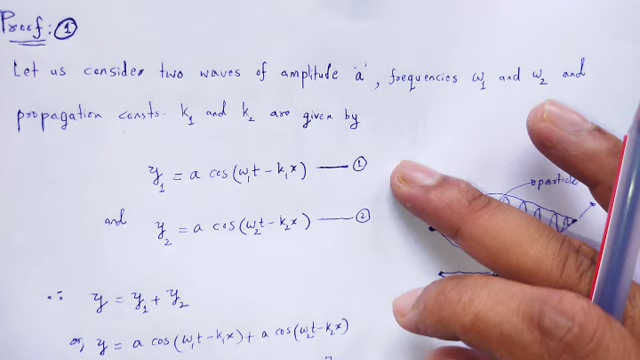 Proof: ①
Let us consider two waves of amplitude 'a', frequencies ω₁ and ω₂ and
propagation consts. k₁ and k₂ are given by
y₁ = a cos(ω₁t - k₁x) —— ①
and y₂ = a cos(ω₂t - k₂x) —— ②
particle
∴ y = y₁ + y₂
or, y = a cos(ω₁t - k₁x) + a cos(ω₂t - k₂x)